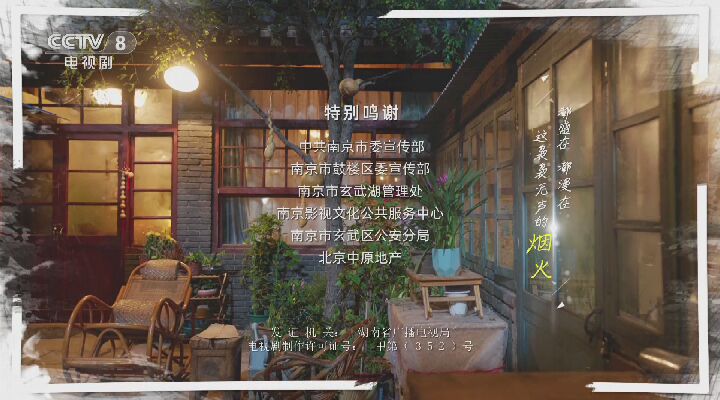 CCTV 8
电视剧
特别鸣谢
中共南京市委宣传部
南京市鼓楼区委宣传部
南京市玄武湖管理处
南京影视文化公共服务中心
南京市玄武区公安分局
北京中原地产
都盛在 都漫在
这袅袅无声的
烟火
发证机关： 湖南省广播电视局
电视剧制作许可证号： 甲第（352）号